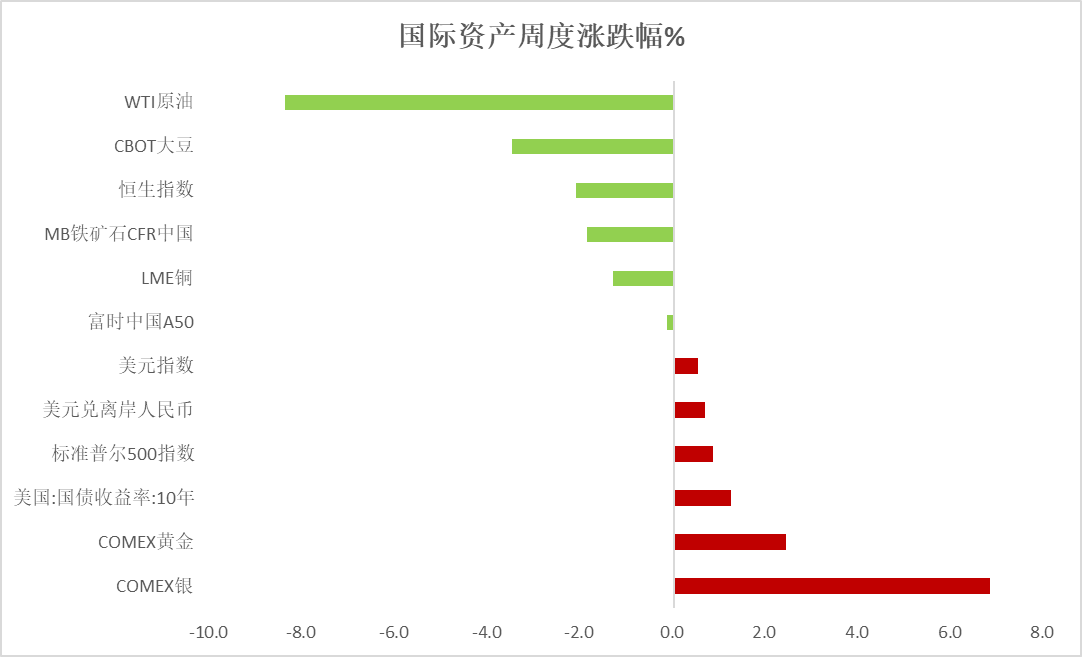 国际资产周度涨跌幅%
WTI原油
CBOT大豆
恒生指数
MB铁矿石CFR中国
LME铜
富时中国A50
美元指数
美元兑离岸人民币
标准普尔500指数
美国:国债收益率:10年
COMEX黄金
COMEX银
-10.0 -8.0 -6.0 -4.0 -2.0 0.0 2.0 4.0 6.0 8.0